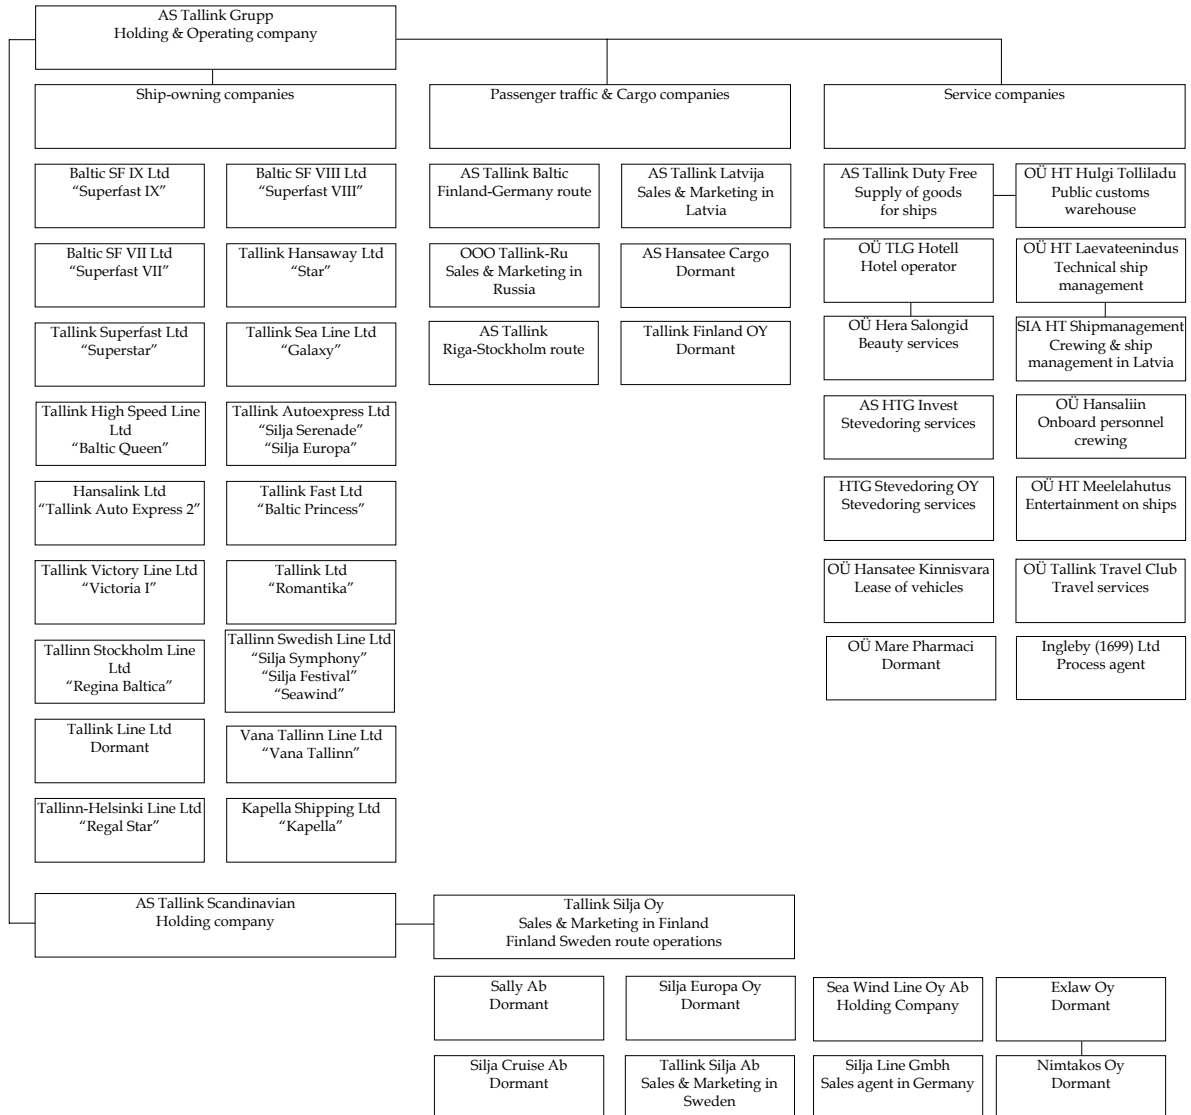 AS Tallink Grupp
Holding & Operating company
Ship-owning companies
Passenger traffic & Cargo companies
Service companies
Baltic SF IX Ltd
“Superfast IX”
Baltic SF VIII Ltd
“Superfast VIII”
AS Tallink Baltic
Finland-Germany route
AS Tallink Latvija
Sales & Marketing in
Latvia
AS Tallink Duty Free
Supply of goods
for ships
OÜ HT Hulgi Tolliladu
Public customs
warehouse
Baltic SF VII Ltd
“Superfast VII”
Tallink Hansaway Ltd
“Star”
OOO Tallink-Ru
Sales & Marketing in
Russia
AS Hansatee Cargo
Dormant
OÜ TLG Hotell
Hotel operator
OÜ HT Laevateenindus
Technical ship
management
Tallink Superfast Ltd
“Superstar”
Tallink Sea Line Ltd
“Galaxy”
AS Tallink
Riga-Stockholm route
Tallink Finland OY
Dormant
OÜ Hera Salongid
Beauty services
SIA HT Shipmanagement
Crewing & ship
management in Latvia
Tallink High Speed Line
Ltd
“Baltic Queen”
Tallink Autoexpress Ltd
“Silja Serenade”
“Silja Europa”
AS HTG Invest
Stevedoring services
OÜ Hansaliin
Onboard personnel
crewing
Hansalink Ltd
“Tallink Auto Express 2”
Tallink Fast Ltd
“Baltic Princess”
HTG Stevedoring OY
Stevedoring services
OÜ HT Meelelahutus
Entertainment on ships
Tallink Victory Line Ltd
“Victoria I”
Tallink Ltd
“Romantika”
OÜ Hansatee Kinnisvara
Lease of vehicles
OÜ Tallink Travel Club
Travel services
Tallinn Stockholm Line
Ltd
“Regina Baltica”
Tallinn Swedish Line Ltd
“Silja Symphony”
“Silja Festival”
“Seawind”
OÜ Mare Pharmaci
Dormant
Ingleby (1699) Ltd
Process agent
Tallink Line Ltd
Dormant
Vana Tallinn Line Ltd
“Vana Tallinn”
Tallinn-Helsinki Line Ltd
“Regal Star”
Kapella Shipping Ltd
“Kapella”
AS Tallink Scandinavian
Holding company
Tallink Silja Oy
Sales & Marketing in Finland
Finland Sweden route operations
Sally Ab
Dormant
Silja Europa Oy
Dormant
Sea Wind Line Oy Ab
Holding Company
Exlaw Oy
Dormant
Silja Cruise Ab
Dormant
Tallink Silja Ab
Sales & Marketing in
Sweden
Silja Line Gmbh
Sales agent in Germany
Nimtakos Oy
Dormant